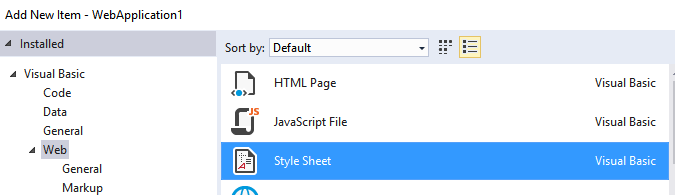 Add New Item - WebApplication1
Installed
Sort by: Default
Visual Basic
Code
Data
General
Web
General
Markup
HTML Page Visual Basic
JS JavaScript File Visual Basic
Style Sheet Visual Basic